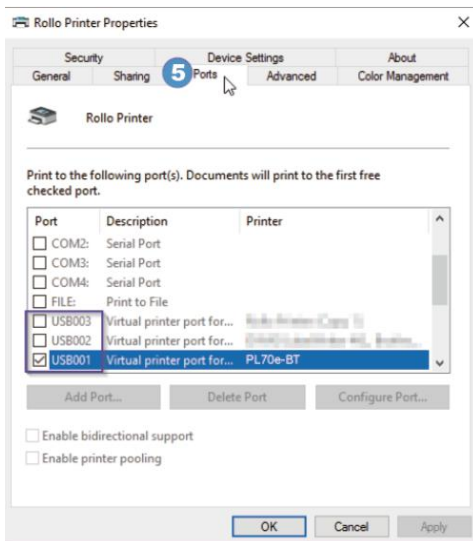 Rollo Printer Properties
Security Device Settings About
General Sharing 5 Ports Advanced Color Management
Rollo Printer
Print to the following port(s). Documents will print to the first free
checked port.
Port Description Printer
COM2: Serial Port
COM3: Serial Port
COM4: Serial Port
FILE: Print to File
USB003 Virtual printer port for...
USB002 Virtual printer port for...
USB001 Virtual printer port for... PL70e-BT
Add Port... Delete Port Configure Port...
Enable bidirectional support
Enable printer pooling
OK Cancel Apply